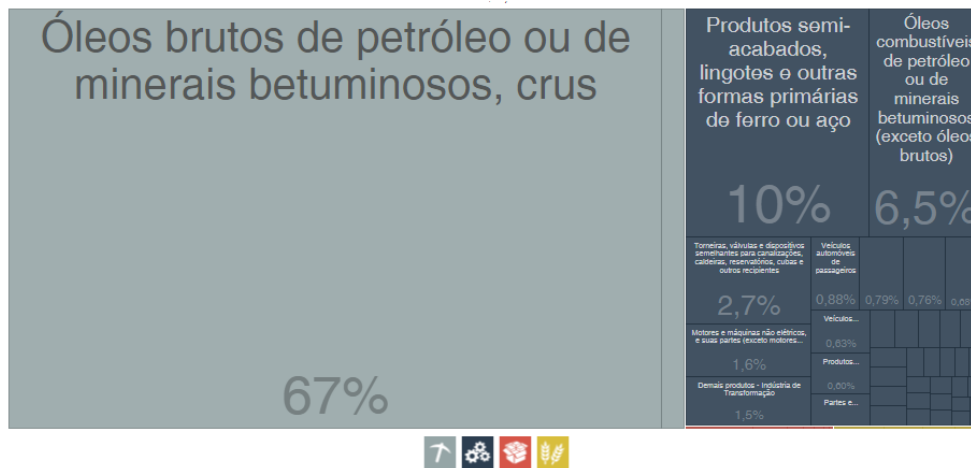 Óleos brutos de petróleo ou de
minerais betuminosos, crus
67%
Produtos semi-
acabados,
lingotes e outras
formas primárias
de ferro ou aço
10%
Óleos
combustíveis
de petróleo
ou de
minerais
betuminosos
(exceto óleos
brutos)
6,5%
Torneiras, válvulas e dispositivos
semelhantes para canalizações,
caldeiras, reservatórios, cubas e
outros recipientes
2,7%
Veículos
automóveis
de
passageiros
0,88%
0,79%
0,76%
0,68
Motores e máquinas não elétricos,
e suas partes (exceto motores...
1,6%
Veículos...
0,63%
Produtos...
0,60%
Demais produtos - Indústria de
Transformação
1,5%
Partes e...